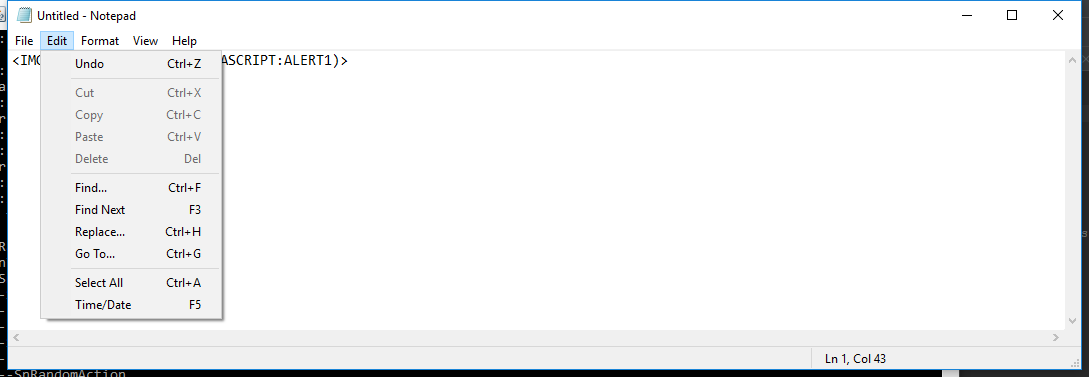 Untitled - Notepad
File Edit Format View Help
<IMG ASCRIPT:ALERT1)>
Undo Ctrl+Z
Cut Ctrl+X
Copy Ctrl+C
Paste Ctrl+V
Delete Del
Find... Ctrl+F
Find Next F3
Replace... Ctrl+H
Go To... Ctrl+G
Select All Ctrl+A
Time/Date F5
Ln 1, Col 43
--SnRandomAction